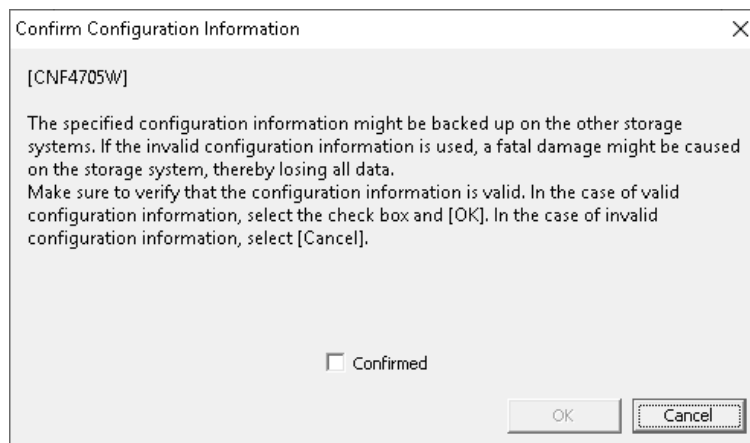 Confirm Configuration Information
[CNF4705W]
The specified configuration information might be backed up on the other storage
systems. If the invalid configuration information is used, a fatal damage might be caused
on the storage system, thereby losing all data.
Make sure to verify that the configuration information is valid. In the case of valid
configuration information, select the check box and [OK]. In the case of invalid
configuration information, select [Cancel].
Confirmed
OK Cancel